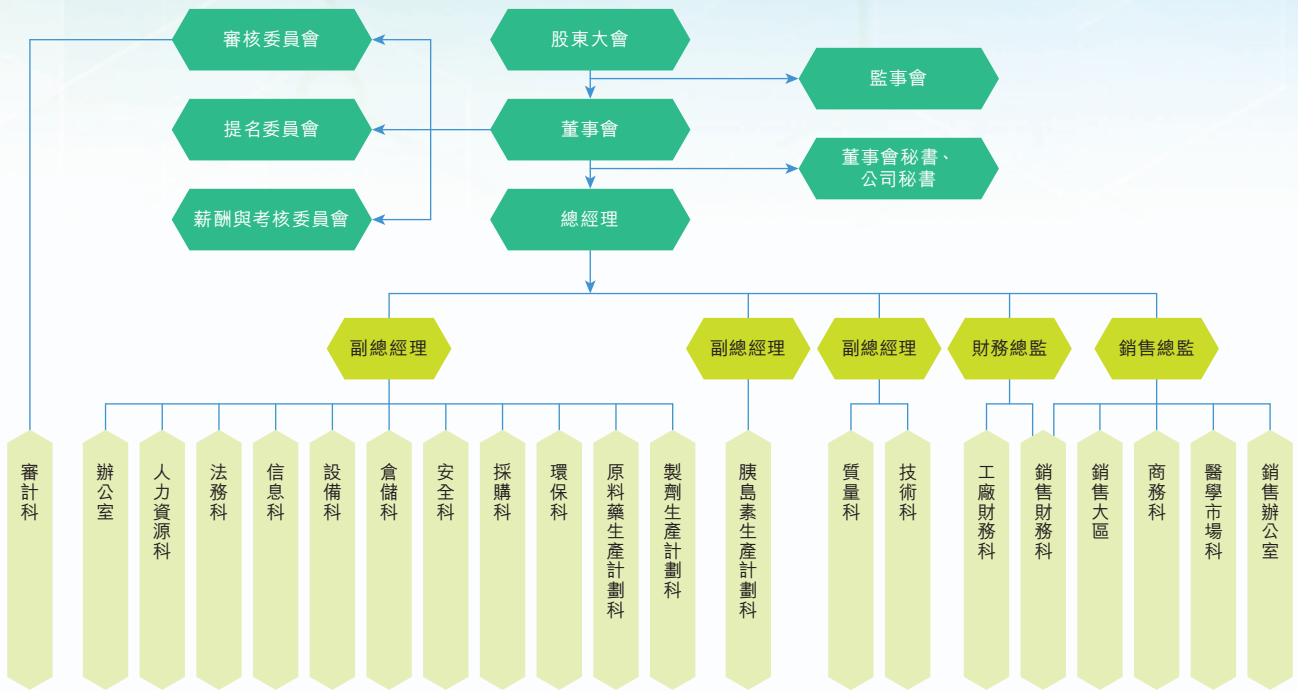 審核委員會
股東大會
監事會
提名委員會
董事會
董事會秘書、
公司秘書
薪酬與考核委員會
總經理
副總經理
副總經理
副總經理
財務總監
銷售總監
審計科
辦公室
人力資源科
法務科
信息科
設備科
倉儲科
安全科
採購科
環保科
原料藥生產計劃科
製劑生產計劃科
胰島素生產計劃科
質量科
技術科
工廠財務科
銷售財務科
銷售大區
商務科
醫學市場科
銷售辦公室